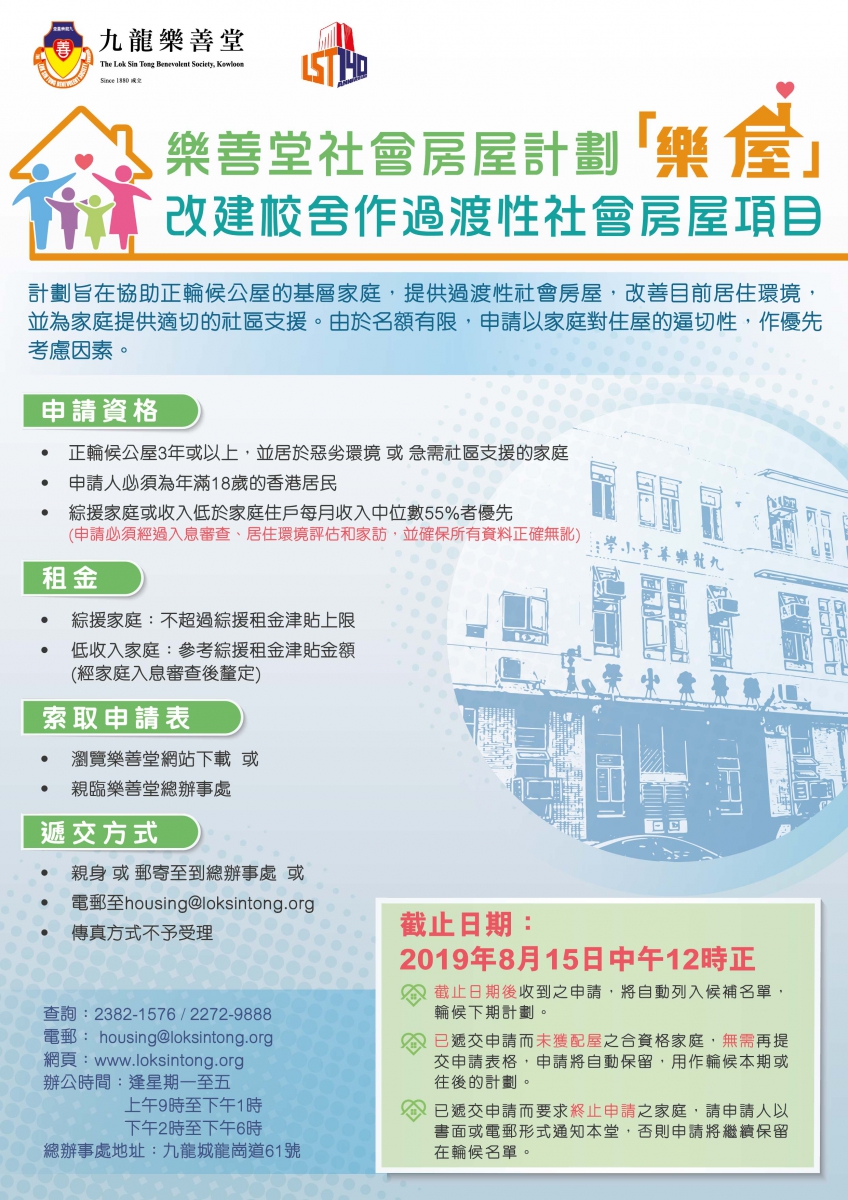 九龍樂善堂
The Lok Sin Tong Benevolent Society, Kowloon
Since 1880 成立
LST140
ANNIVERSARY
樂善堂社會房屋計劃「樂屋」
改建校舍作過渡性社會房屋項目
計劃旨在協助正輪候公屋的基層家庭，提供過渡性社會房屋，改善目前居住環境，
並為家庭提供適切的社區支援。由於名額有限，申請以家庭對住屋的逼切性，作優先
考慮因素。
申請資格
• 正輪候公屋3年或以上，並居於惡劣環境 或 急需社區支援的家庭
• 申請人必須為年滿18歲的香港居民
• 綜援家庭或收入低於家庭住戶每月收入中位數55%者優先
(申請必須經過入息審查、居住環境評估和家訪，並確保所有資料正確無訛)
九龍樂善堂小學
租金
• 綜援家庭：不超過綜援租金津貼上限
• 低收入家庭：參考綜援租金津貼金額
(經家庭入息審查後釐定)
索取申請表
• 瀏覽樂善堂網站下載 或
• 親臨樂善堂總辦事處
遞交方式
• 親身 或 郵寄至到總辦事處 或
• 電郵至housing@loksintong.org
• 傳真方式不予受理
查詢：2382-1576 / 2272-9888
電郵： housing@loksintong.org
網頁：www.loksintong.org
辦公時間：逢星期一至五
上午9時至下午1時
下午2時至下午6時
總辦事處地址：九龍城龍崗道61號
截止日期：
2019年8月15日中午12時正
截止日期後收到之申請，將自動列入候補名單，
輪候下期計劃。
已遞交申請而未獲配屋之合資格家庭，無需再提
交申請表格，申請將自動保留，用作輪候本期或
往後的計劃。
已遞交申請而要求終止申請之家庭，請申請人以
書面或電郵形式通知本堂，否則申請將繼續保留
在輪候名單。